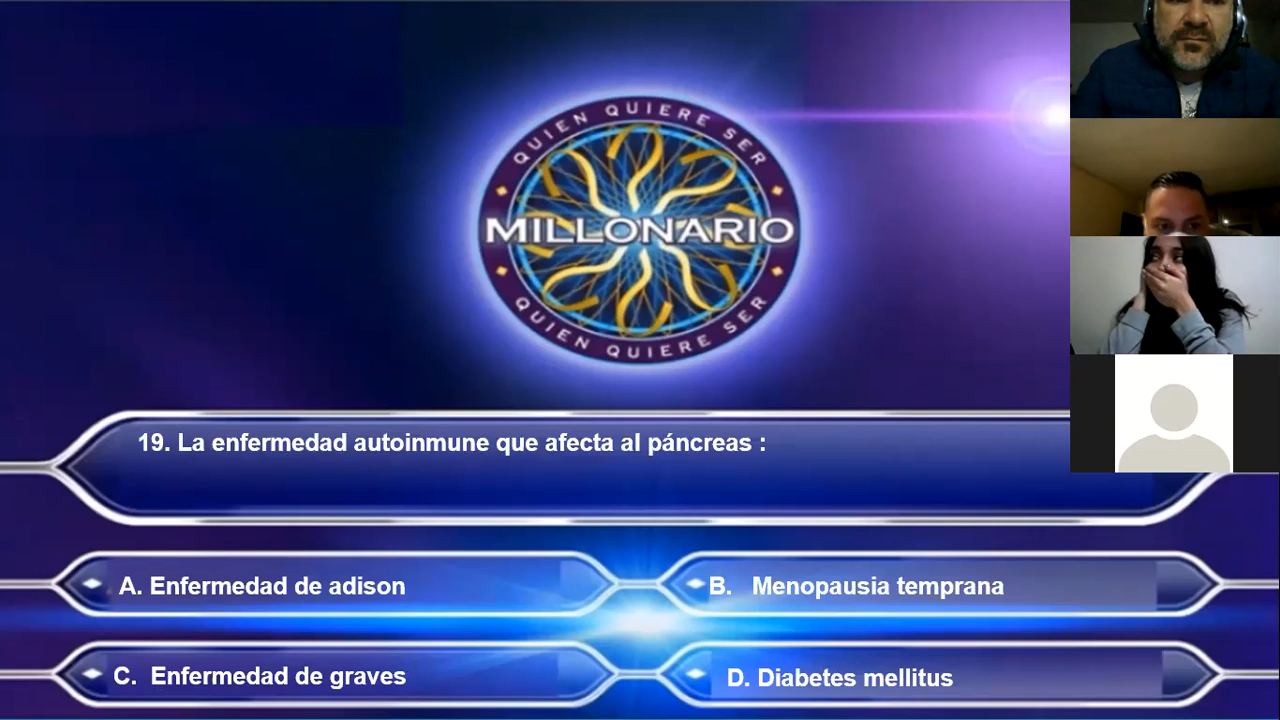 QUIEN QUIERE SER
MILLONARIO
QUIEN QUIERE SER
19. La enfermedad autoinmune que afecta al páncreas :
A. Enfermedad de adison
B. Menopausia temprana
C. Enfermedad de graves
D. Diabetes mellitus